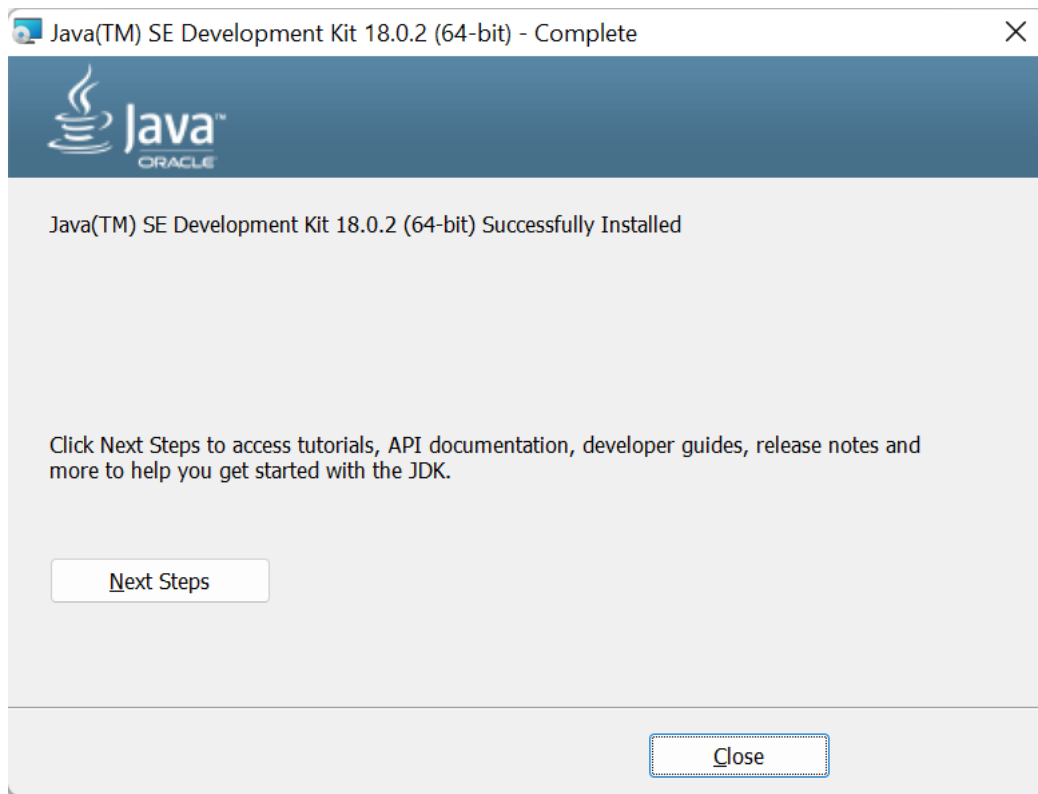 Java(TM) SE Development Kit 18.0.2 (64-bit) - Complete
Java™
ORACLE
Java(TM) SE Development Kit 18.0.2 (64-bit) Successfully Installed
Click Next Steps to access tutorials, API documentation, developer guides, release notes and
more to help you get started with the JDK.
Next Steps
Close